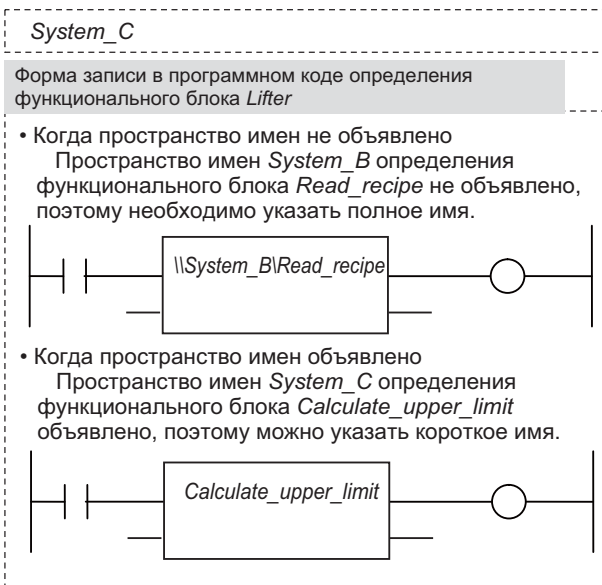 System_C
Форма записи в программном коде определения
функционального блока Lifter
• Когда пространство имен не объявлено
Пространство имен System_B определения
функционального блока Read_recipe не объявлено,
поэтому необходимо указать полное имя.
\\System_B\Read_recipe
• Когда пространство имен объявлено
Пространство имен System_C определения
функционального блока Calculate_upper_limit
объявлено, поэтому можно указать короткое имя.
Calculate_upper_limit